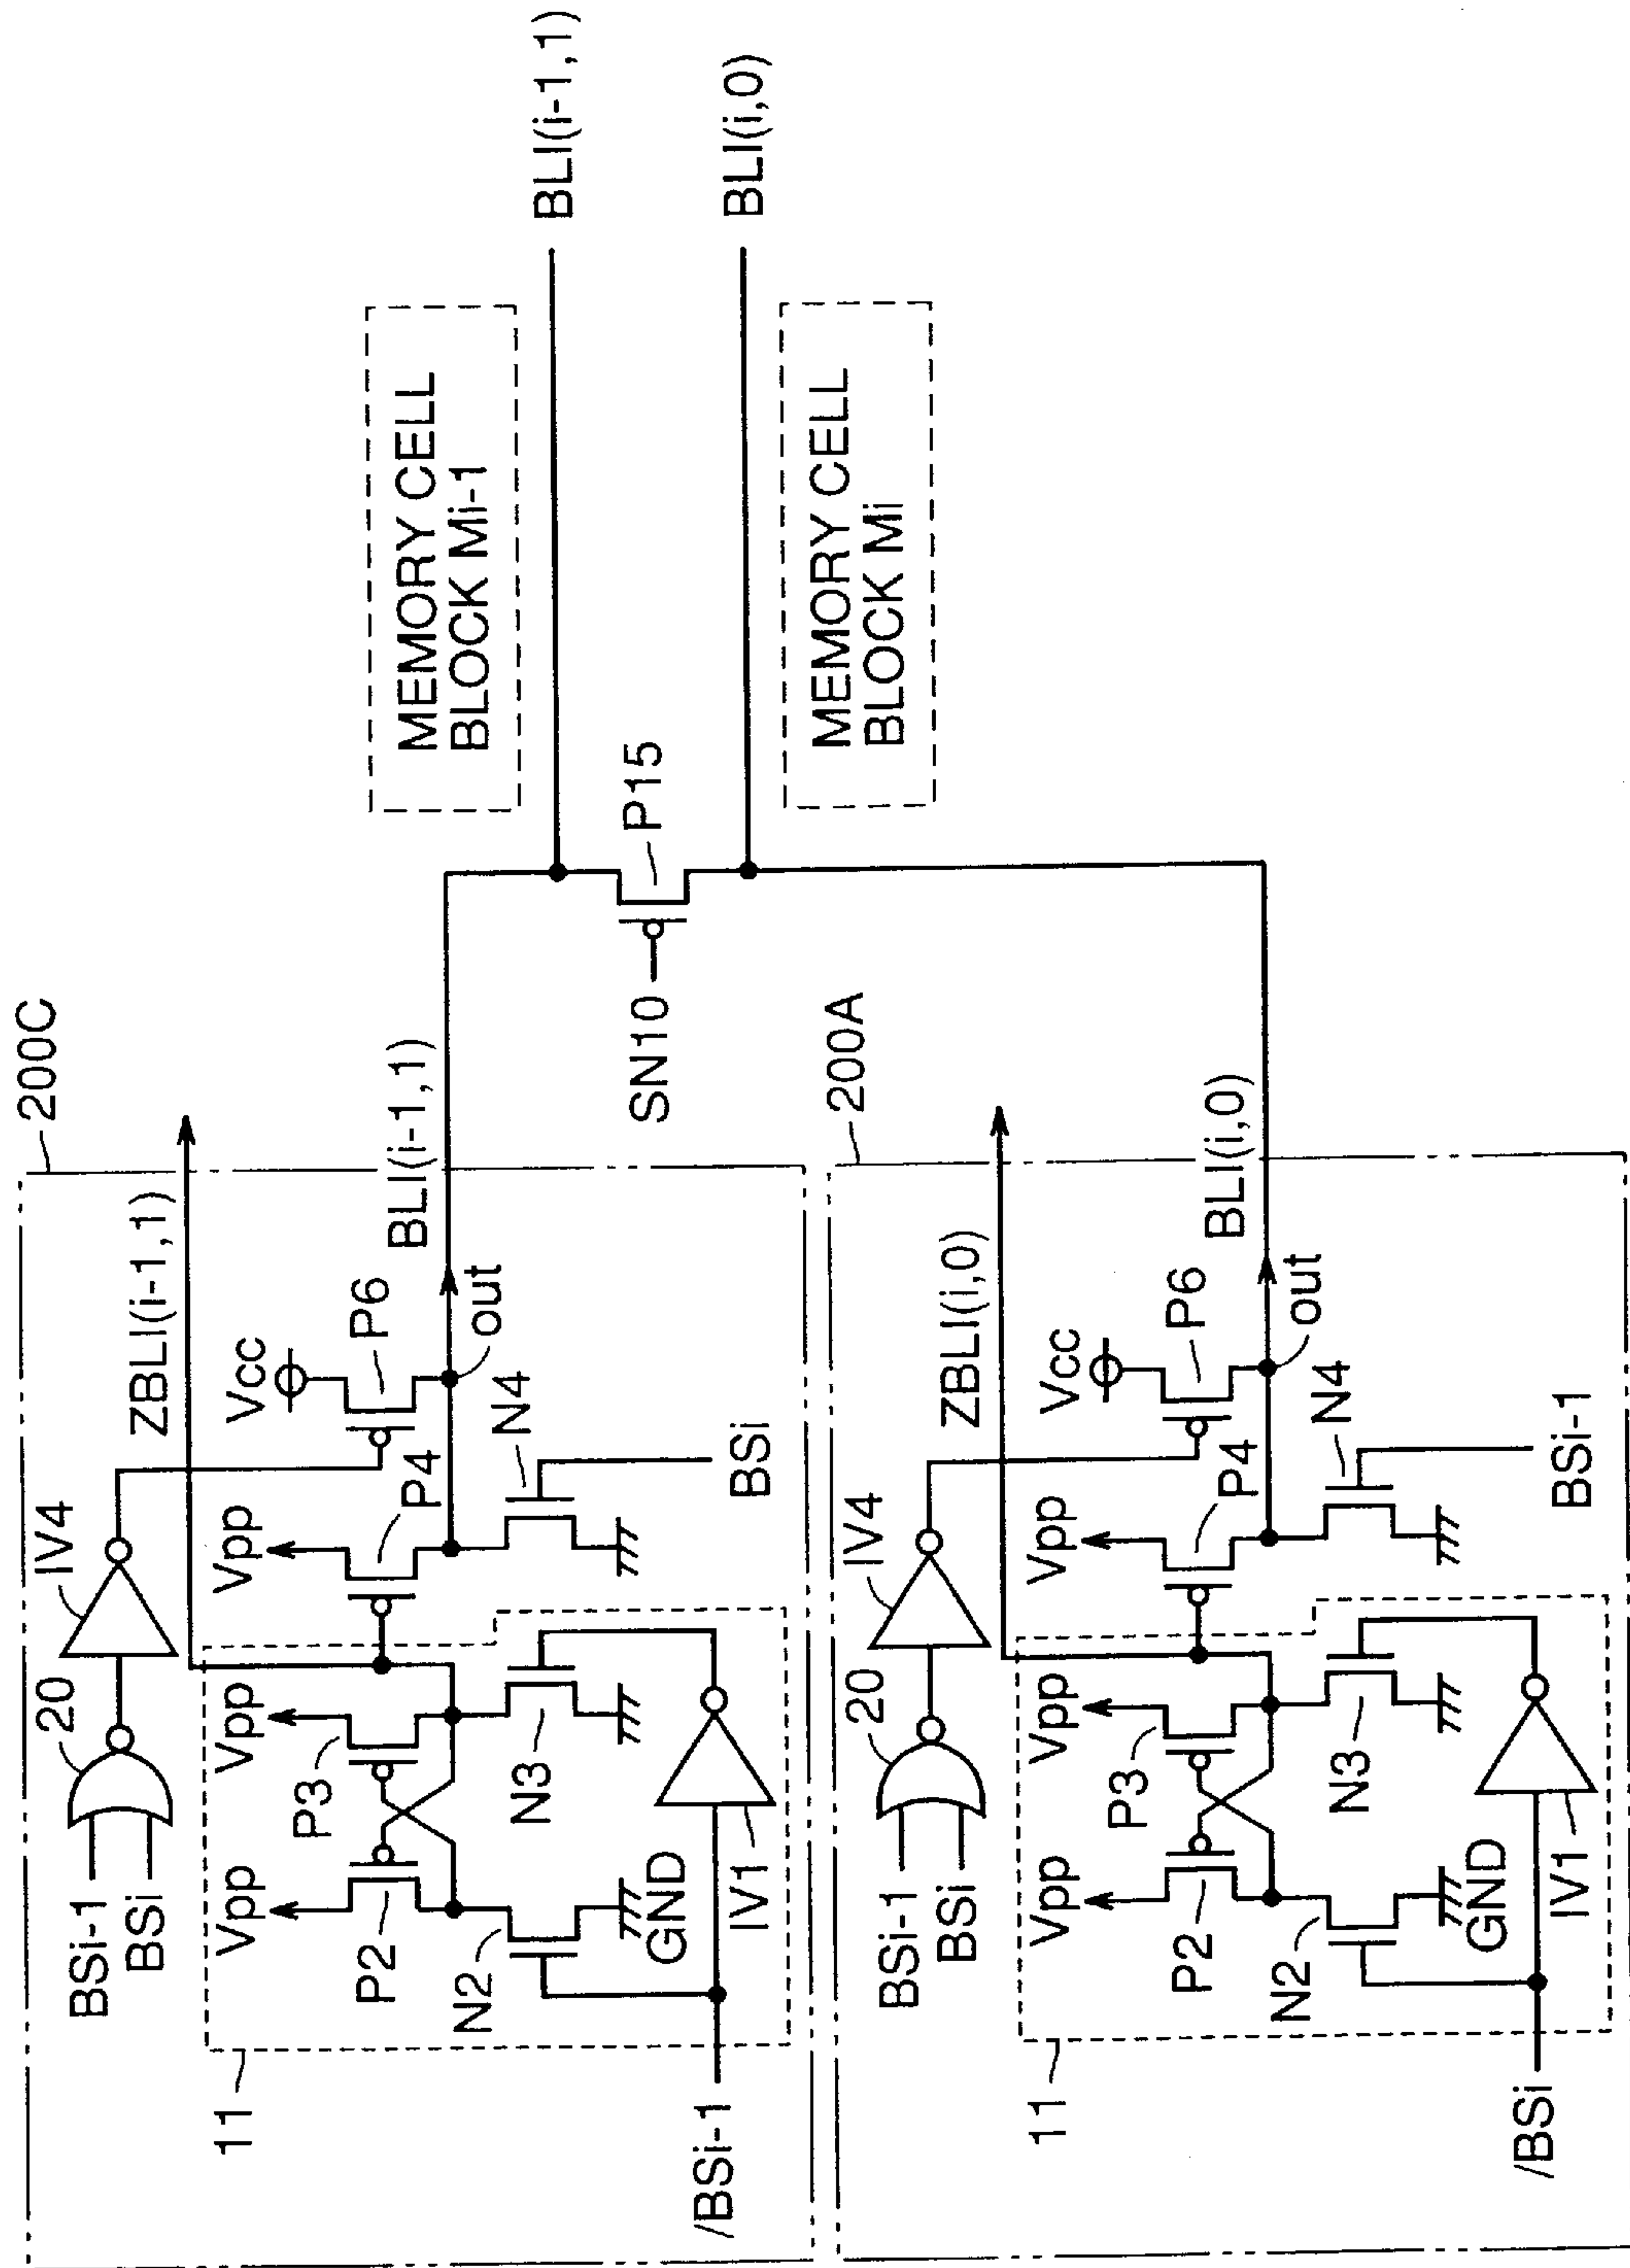 200C
BSi-1
BSi
20
IV4
ZBLI(i-1,1)
Vpp
Vpp
Vpp
Vcc
P2
P3
P4
P6
BLI(i-1,1)
out
N2
N3
N4
GND
IV1
BSi
11
/BSi-1
SN10
P15
BLI(i-1,1)
MEMORY CELL
BLOCK Mi-1
BLI(i,0)
MEMORY CELL
BLOCK Mi
200A
BSi-1
BSi
20
IV4
ZBLI(i,0)
Vpp
Vpp
Vpp
Vcc
P2
P3
P4
P6
BLI(i,0)
out
N2
N3
N4
GND
IV1
BSi-1
11
/BSi